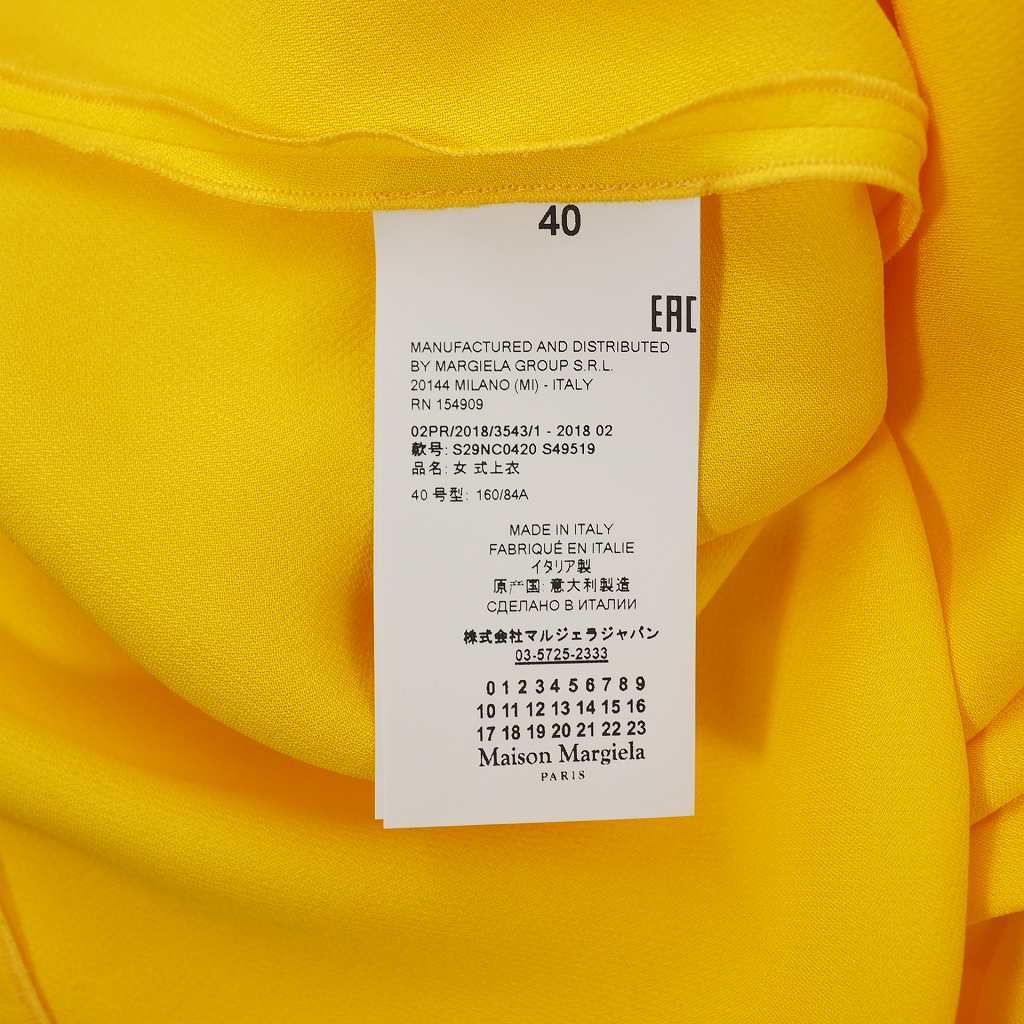 40
EAC
MANUFACTURED AND DISTRIBUTED
BY MARGIELA GROUP S.R.L.
20144 MILANO (MI) - ITALY
RN 154909
02PR/2018/3543/1 - 2018 02
款号: S29NC0420 S49519
品名: 女 式上衣
40 号型: 160/84A
MADE IN ITALY
FABRIQUÉ EN ITALIE
イタリア製
原产国: 意大利製造
СДЕЛАНО В ИТАЛИИ
株式会社マルジェラジャパン
03-5725-2333
0 1 2 3 4 5 6 7 8 9
10 11 12 13 14 15 16
17 18 19 20 21 22 23
Maison Margiela
PARIS